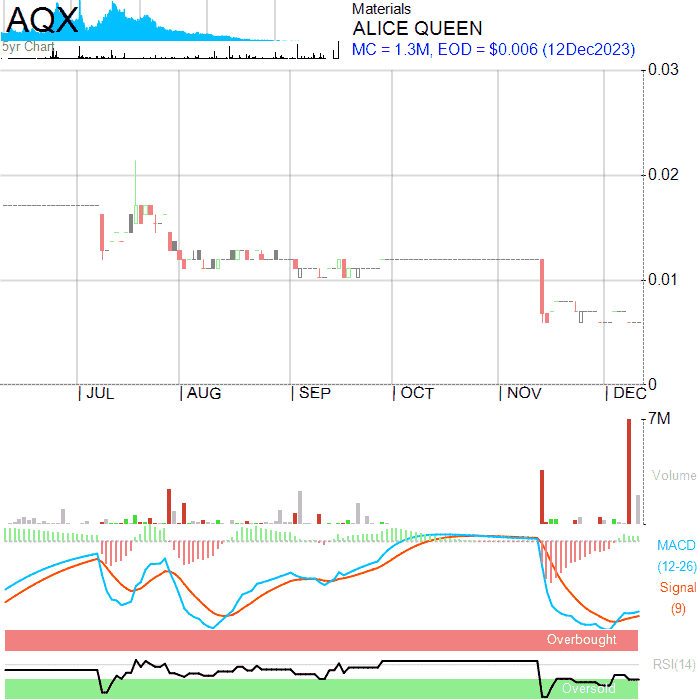 AQX
5yr Chart
Materials
ALICE QUEEN
MC = 1.3M, EOD = $0.006 (12Dec2023)
0.03
0.02
0.01
0
JUL AUG SEP OCT NOV DEC
7M
Volume
MACD
(12-26)
Signal
(9)
Overbought
RSI(14)
Oversold